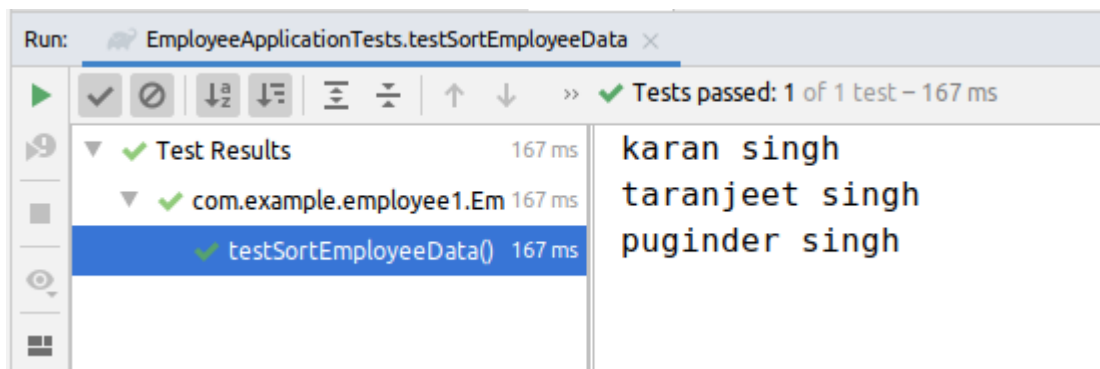 Run: EmployeeApplicationTests.testSortEmployeeData ×
Tests passed: 1 of 1 test – 167 ms
Test Results 167 ms
com.example.employee1.Em 167 ms
testSortEmployeeData() 167 ms
karan singh
taranjeet singh
puginder singh